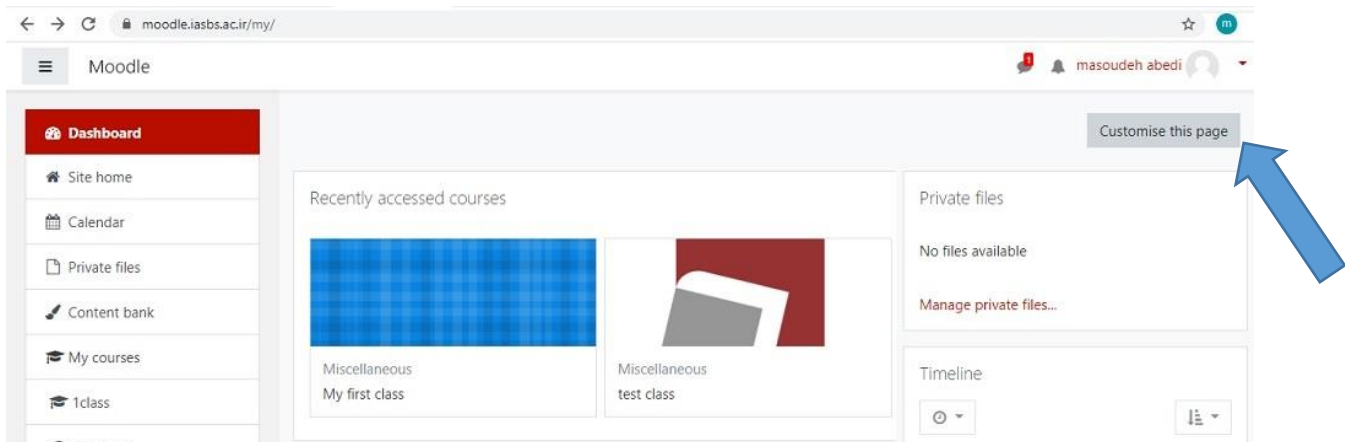 moodle.iasbs.ac.ir/my/
m
Moodle
1
masoudeh abedi
Dashboard
Customise this page
Site home
Calendar
Private files
Content bank
My courses
1class
Recently accessed courses
Miscellaneous
My first class
Miscellaneous
test class
Private files
No files available
Manage private files...
Timeline